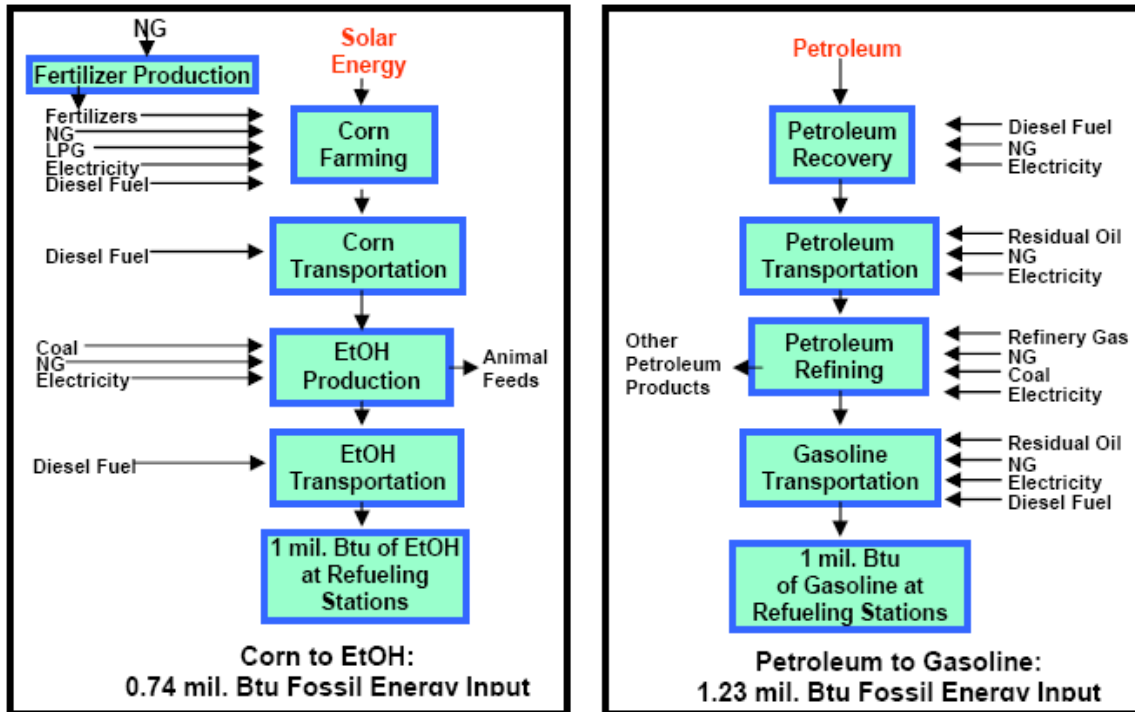 NG
Fertilizer Production
Solar
Energy
Fertilizers
NG
LPG
Electricity
Diesel Fuel
Corn
Farming
Diesel Fuel
Corn
Transportation
Coal
NG
Electricity
EtOH
Production
Animal
Feeds
Diesel Fuel
EtOH
Transportation
1 mil. Btu of EtOH
at Refueling
Stations
Corn to EtOH:
0.74 mil. Btu Fossil Energy Input
Petroleum
Petroleum
Recovery
Diesel Fuel
NG
Electricity
Petroleum
Transportation
Residual Oil
NG
Electricity
Other
Petroleum
Products
Petroleum
Refining
Refinery Gas
NG
Coal
Electricity
Gasoline
Transportation
Residual Oil
NG
Electricity
Diesel Fuel
1 mil. Btu
of Gasoline at
Refueling Stations
Petroleum to Gasoline:
1.23 mil. Btu Fossil Energy Input